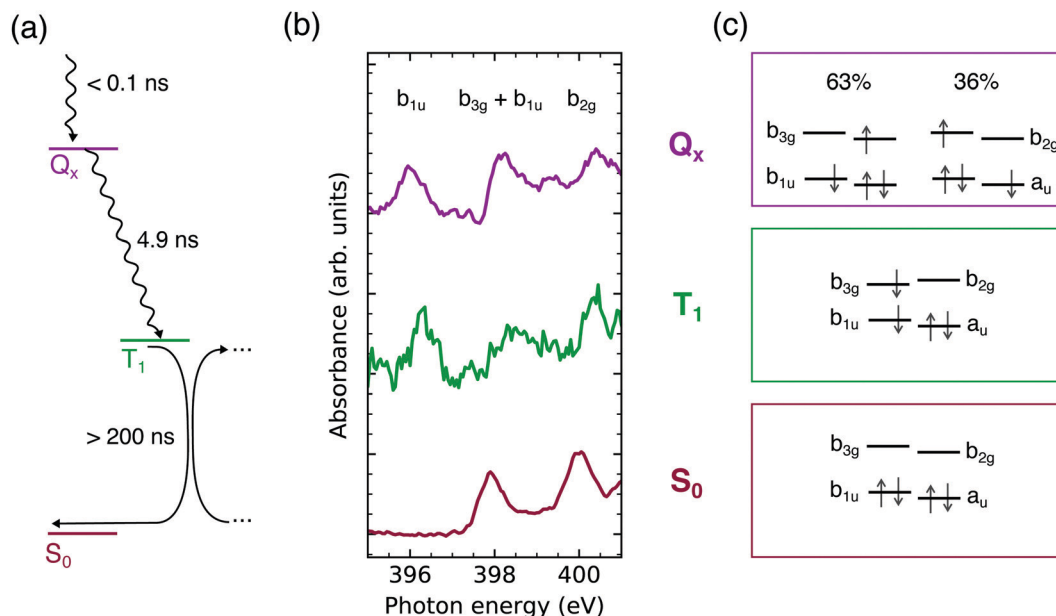 (a)
(b)
(c)
< 0.1 ns
Qₓ
4.9 ns
T₁
> 200 ns
...
...
S₀
b₁ᵤ b₃g + b₁ᵤ b₂g
Absorbance (arb. units)
396 398 400
Photon energy (eV)
Qₓ
T₁
S₀
63% 36%
b₃g b₂g
b₁ᵤ aᵤ
b₃g b₂g
b₁ᵤ aᵤ
b₃g b₂g
b₁ᵤ aᵤ